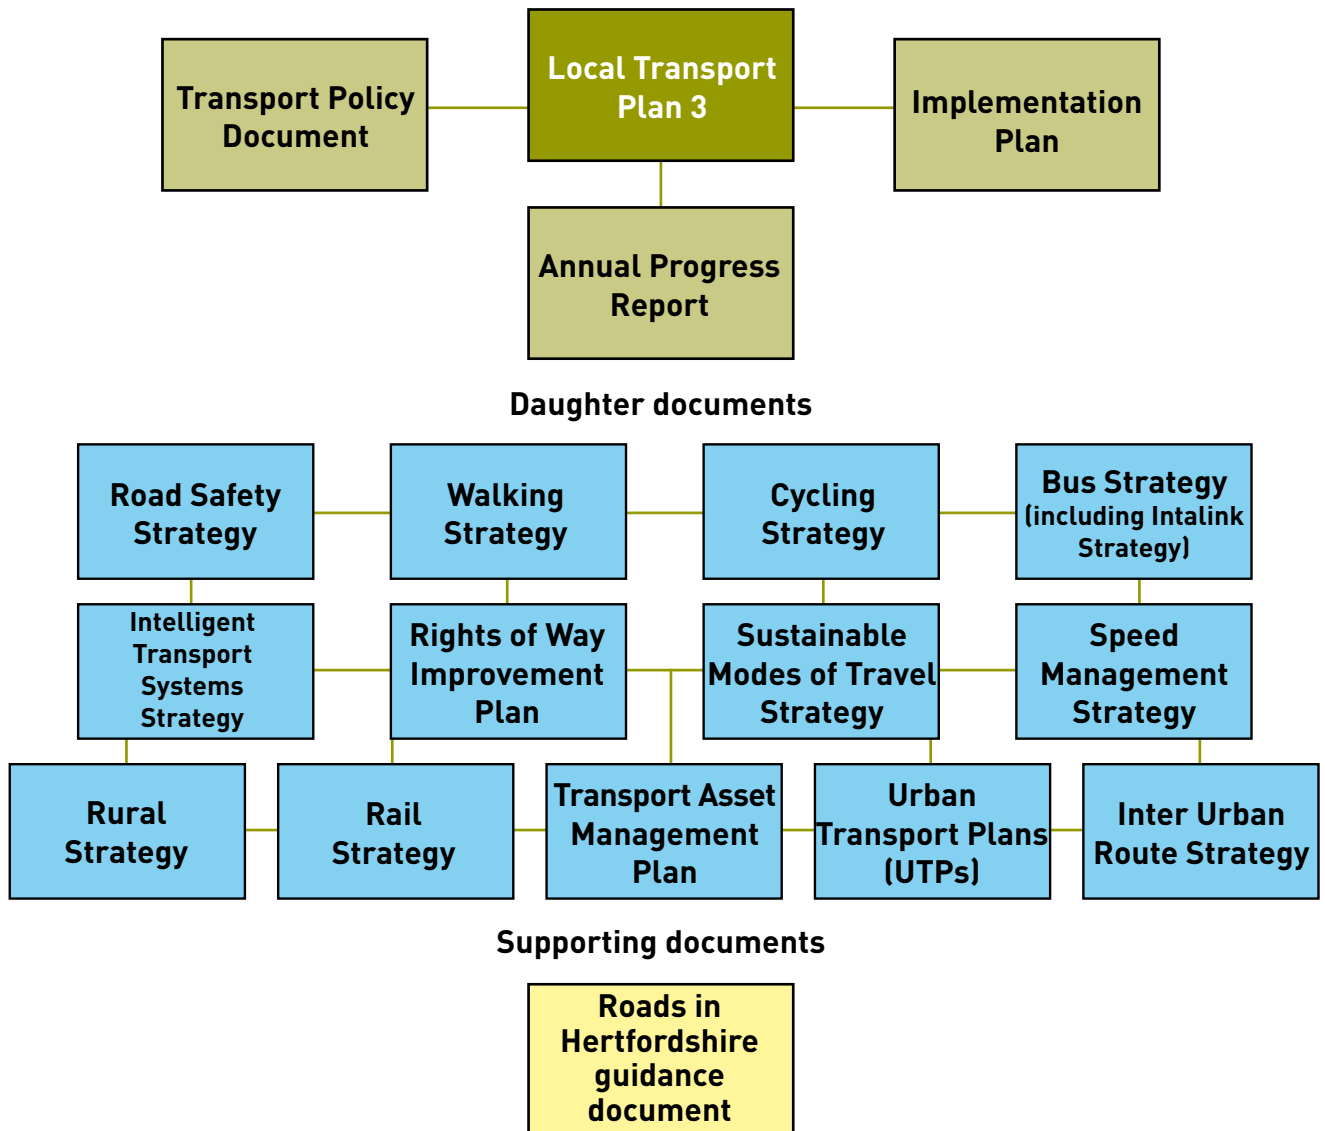 Local Transport
Plan 3
Transport Policy
Document
Implementation
Plan
Annual Progress
Report
Daughter documents
Road Safety
Strategy
Walking
Strategy
Cycling
Strategy
Bus Strategy
(including Intalink
Strategy)
Intelligent
Transport
Systems
Strategy
Rights of Way
Improvement
Plan
Sustainable
Modes of Travel
Strategy
Speed
Management
Strategy
Rural
Strategy
Rail
Strategy
Transport Asset
Management
Plan
Urban
Transport Plans
(UTPs)
Inter Urban
Route Strategy
Supporting documents
Roads in
Hertfordshire
guidance
document